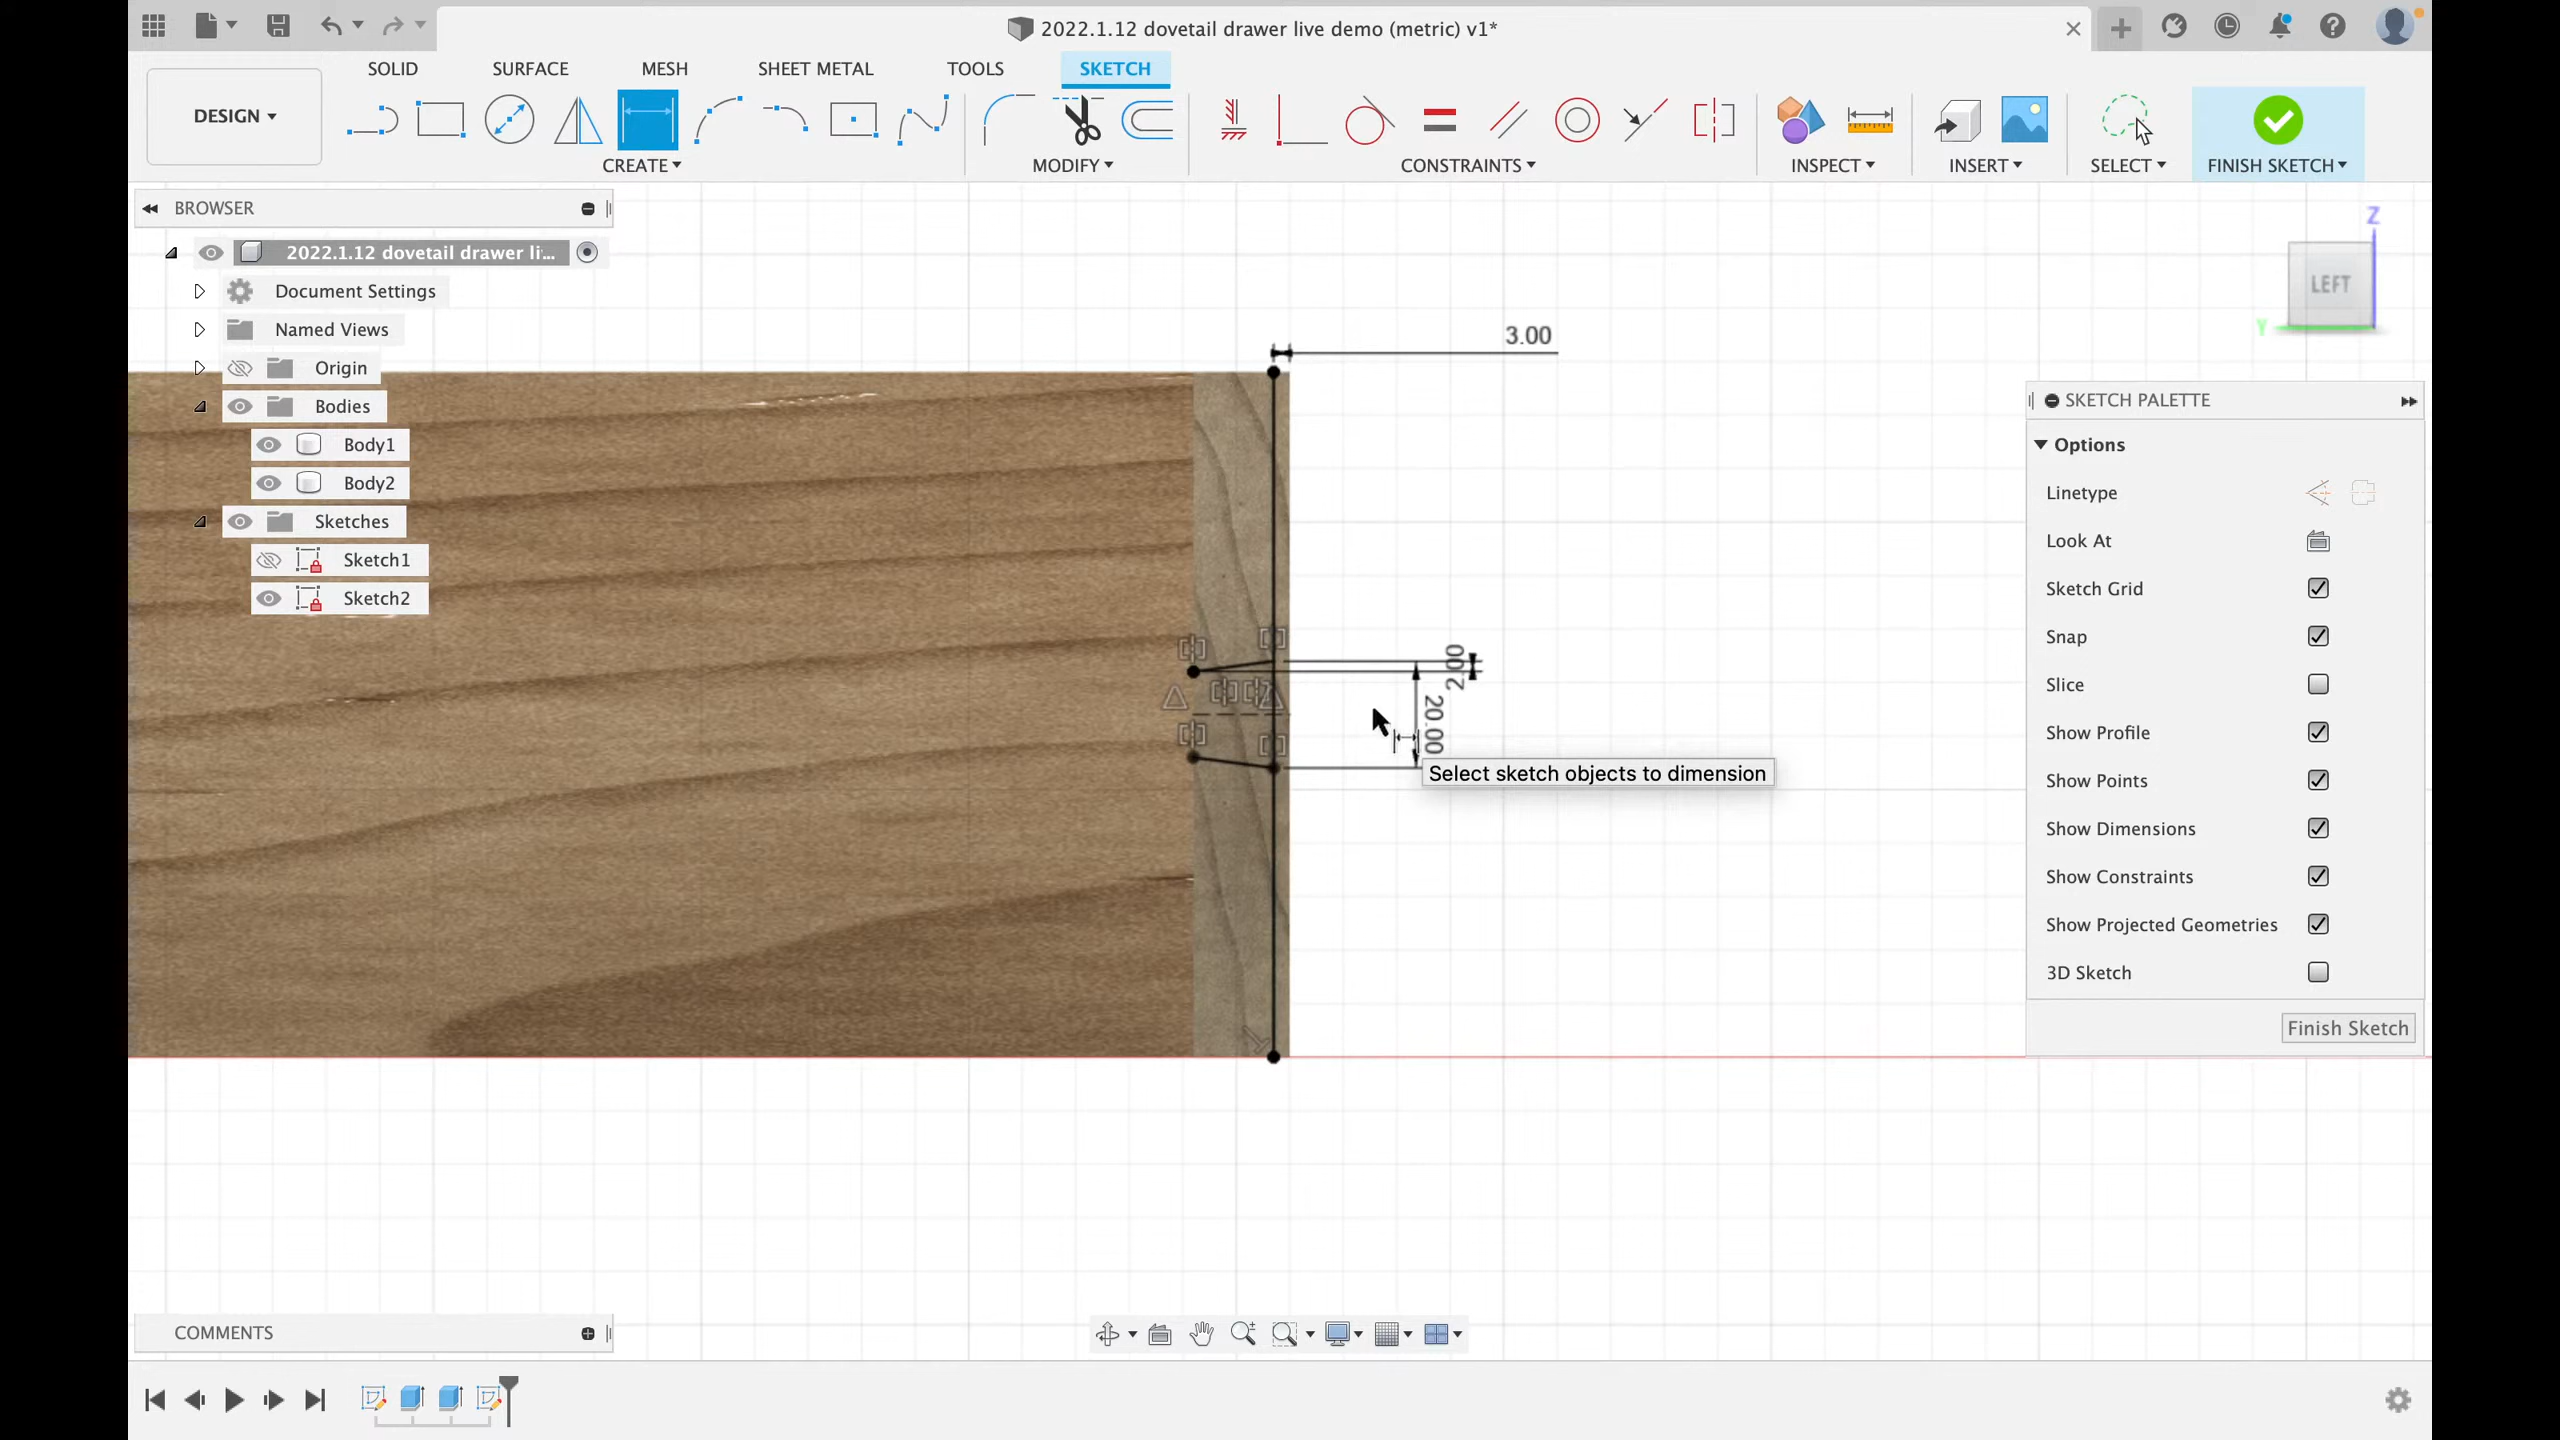 2022.1.12 dovetail drawer live demo (metric) v1*
SOLID SURFACE MESH SHEET METAL TOOLS SKETCH
DESIGN
CREATE MODIFY CONSTRAINTS INSPECT INSERT SELECT FINISH SKETCH
BROWSER
2022.1.12 dovetail drawer li...
Document Settings
Named Views
Origin
Bodies
Body1
Body2
Sketches
Sketch1
Sketch2
Z
LEFT
Y
3.00
2.00
20.00
Select sketch objects to dimension
SKETCH PALETTE
Options
Linetype
Look At
Sketch Grid
Snap
Slice
Show Profile
Show Points
Show Dimensions
Show Constraints
Show Projected Geometries
3D Sketch
Finish Sketch
COMMENTS